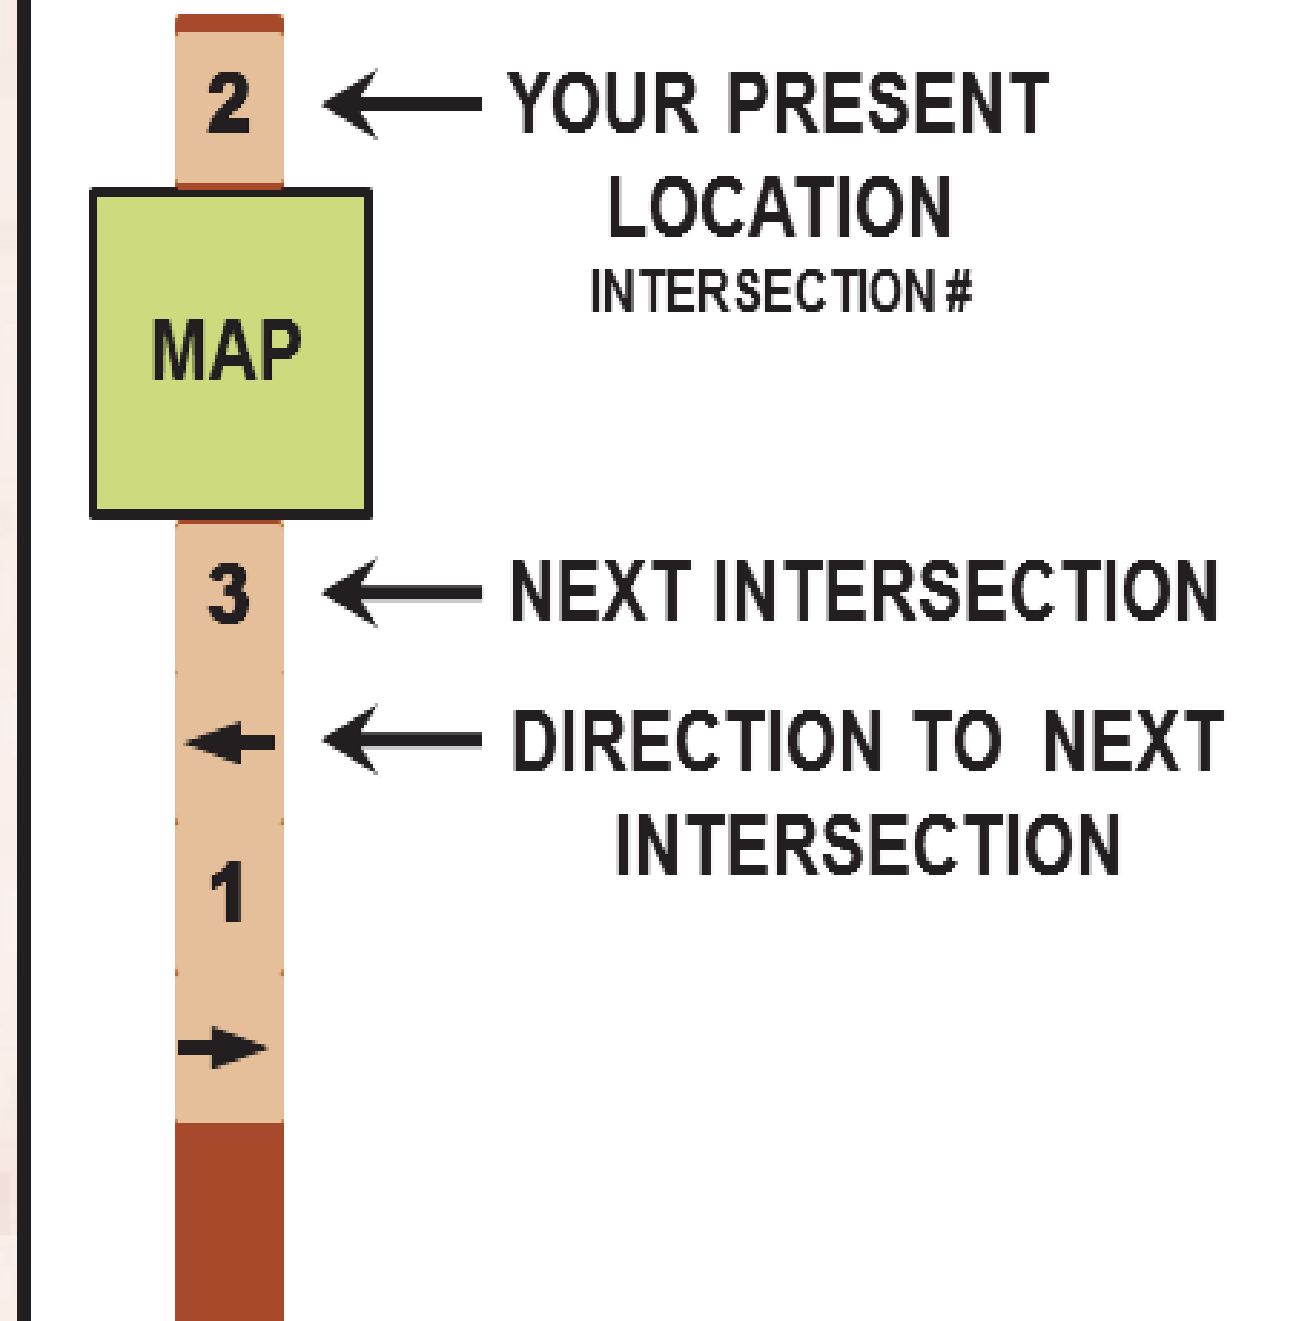 2 YOUR PRESENT
LOCATION
INTERSECTION #
MAP
3 NEXT INTERSECTION
DIRECTION TO NEXT
INTERSECTION
1